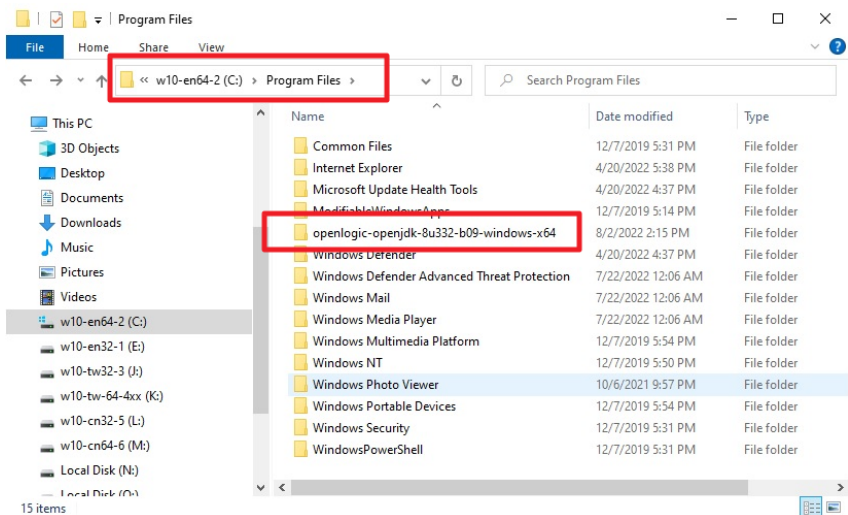 Program Files
File Home Share View
« w10-en64-2 (C:) > Program Files > Search Program Files
This PC
3D Objects
Desktop
Documents
Downloads
Music
Pictures
Videos
w10-en64-2 (C:)
w10-en32-1 (E:)
w10-tw32-3 (J:)
w10-tw-64-4xx (K:)
w10-cn32-5 (L:)
w10-cn64-6 (M:)
Local Disk (N:)
Local Disk (O:)
Name Date modified Type
Common Files 12/7/2019 5:31 PM File folder
Internet Explorer 4/20/2022 5:38 PM File folder
Microsoft Update Health Tools 4/20/2022 4:37 PM File folder
ModifiableWindowsApps 12/7/2019 5:14 PM File folder
openlogic-openjdk-8u332-b09-windows-x64 8/2/2022 2:15 PM File folder
Windows Defender 4/20/2022 4:37 PM File folder
Windows Defender Advanced Threat Protection 7/22/2022 12:06 AM File folder
Windows Mail 7/22/2022 12:06 AM File folder
Windows Media Player 7/22/2022 12:06 AM File folder
Windows Multimedia Platform 12/7/2019 5:54 PM File folder
Windows NT 12/7/2019 5:50 PM File folder
Windows Photo Viewer 10/6/2021 9:57 PM File folder
Windows Portable Devices 12/7/2019 5:54 PM File folder
Windows Security 12/7/2019 5:31 PM File folder
WindowsPowerShell 12/7/2019 5:31 PM File folder
15 items